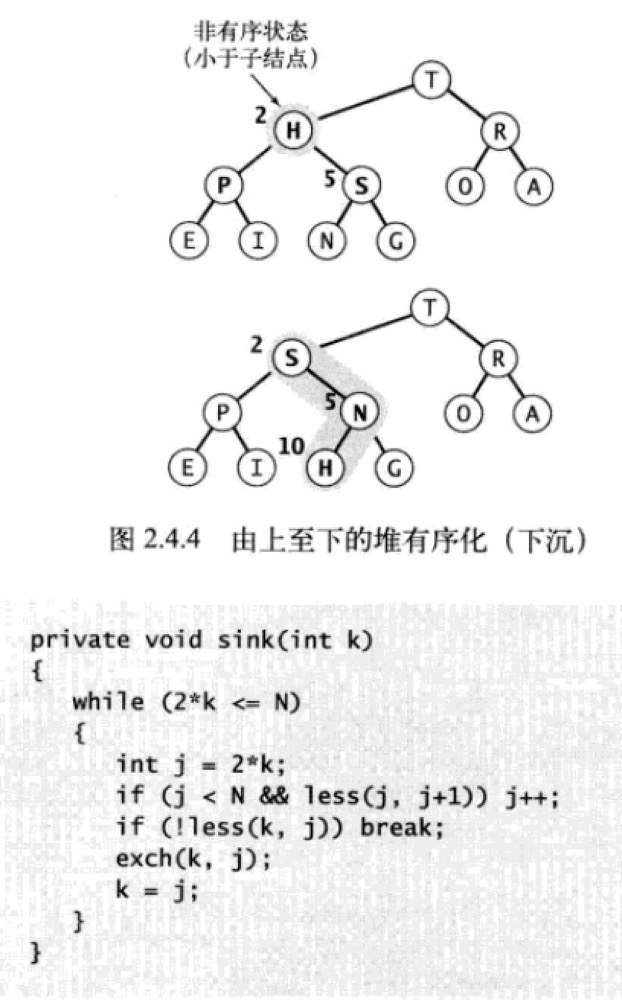 非有序状态
(小于子结点)
T
2 H R
P 5 S O A
E I N G
T
2 S R
P 5 N O A
E I 10 H G
图 2.4.4 由上至下的堆有序化（下沉）
private void sink(int k)
{
while (2*k <= N)
{
int j = 2*k;
if (j < N && less(j, j+1)) j++;
if (!less(k, j)) break;
exch(k, j);
k = j;
}
}